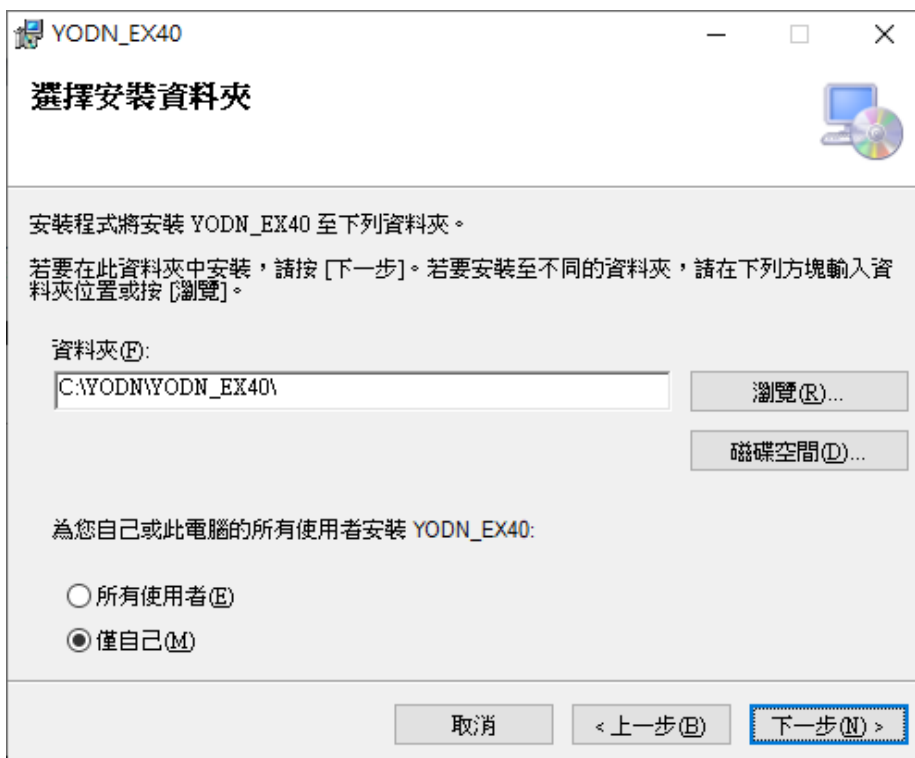 YODN_EX40
選擇安裝資料夾
安裝程式將安裝 YODN_EX40 至下列資料夾。
若要在此資料夾中安裝，請按 [下一步]。若要安裝至不同的資料夾，請在下列方塊輸入資
料夾位置或按 [瀏覽]。
資料夾(F):
C:\YODN\YODN_EX40\
瀏覽(R)...
磁碟空間(D)...
為您自己或此電腦的所有使用者安裝 YODN_EX40:
所有使用者(E)
僅自己(M)
取消
< 上一步(B)
下一步(N) >